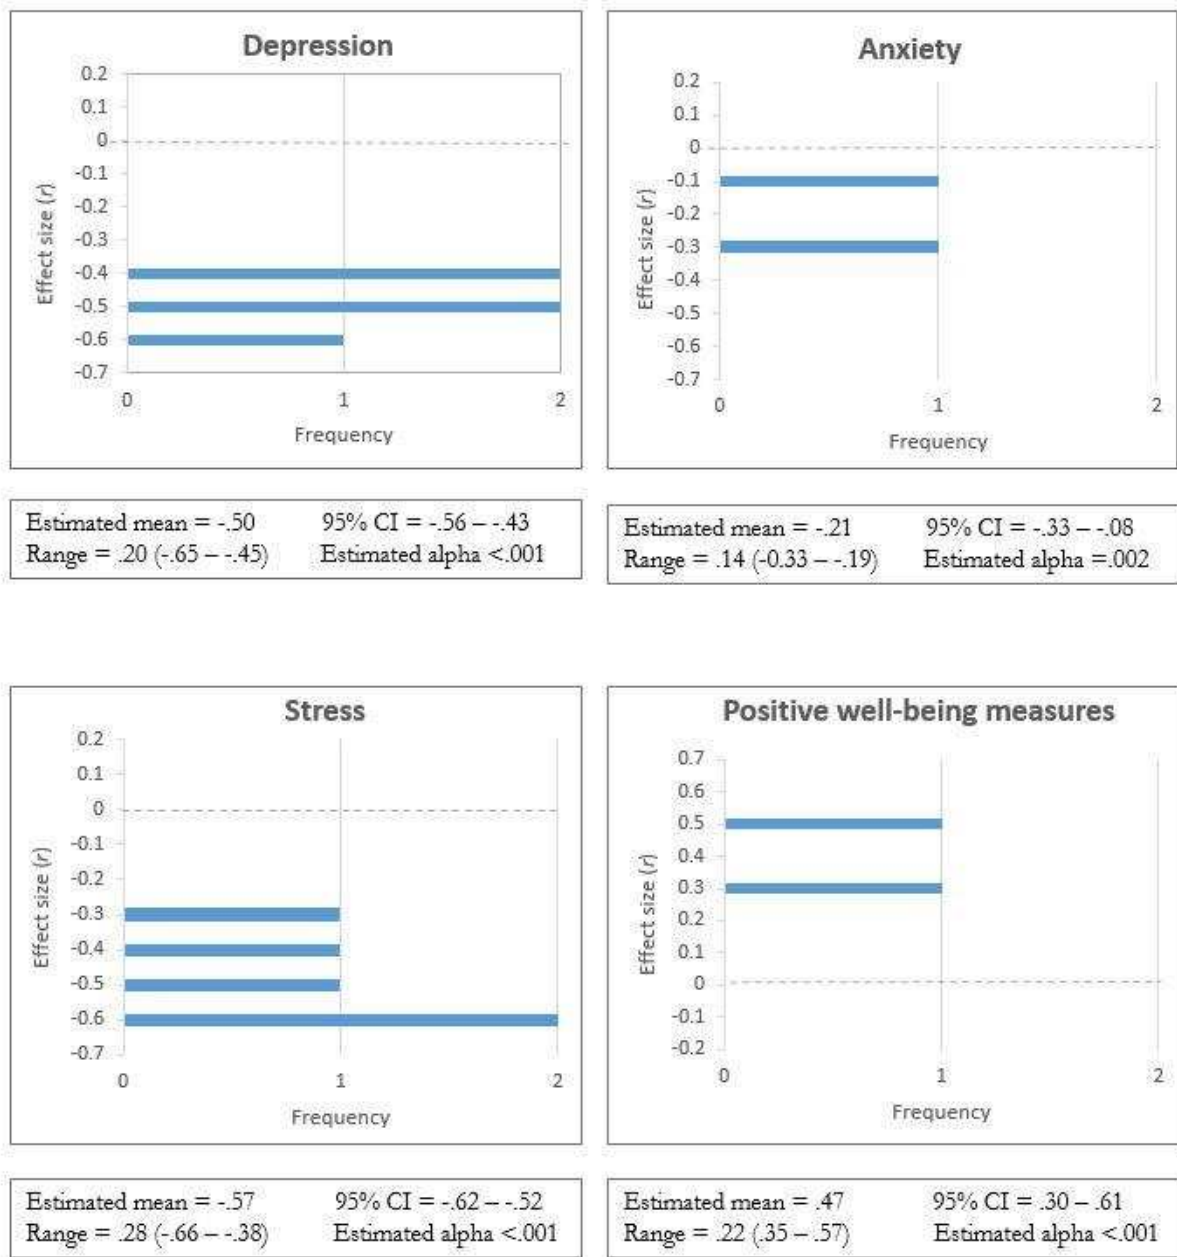 Depression
0.2
0.1
0
-0.1
-0.2
-0.3
-0.4
-0.5
-0.6
-0.7
Effect size (r)
0 1 2
Frequency
Estimated mean = -.50 95% CI = -.56 – -.43
Range = .20 (-.65 – -.45) Estimated alpha <.001
Anxiety
0.2
0.1
0
-0.1
-0.2
-0.3
-0.4
-0.5
-0.6
-0.7
Effect size (r)
0 1 2
Frequency
Estimated mean = -.21 95% CI = -.33 – -.08
Range = .14 (-0.33 – -.19) Estimated alpha =.002
Stress
0.2
0.1
0
-0.1
-0.2
-0.3
-0.4
-0.5
-0.6
-0.7
Effect size (r)
0 1 2
Frequency
Estimated mean = -.57 95% CI = -.62 – -.52
Range = .28 (-.66 – -.38) Estimated alpha <.001
Positive well-being measures
0.7
0.6
0.5
0.4
0.3
0.2
0.1
0
-0.1
-0.2
Effect size (r)
0 1 2
Frequency
Estimated mean = .47 95% CI = .30 – .61
Range = .22 (.35 – .57) Estimated alpha <.001